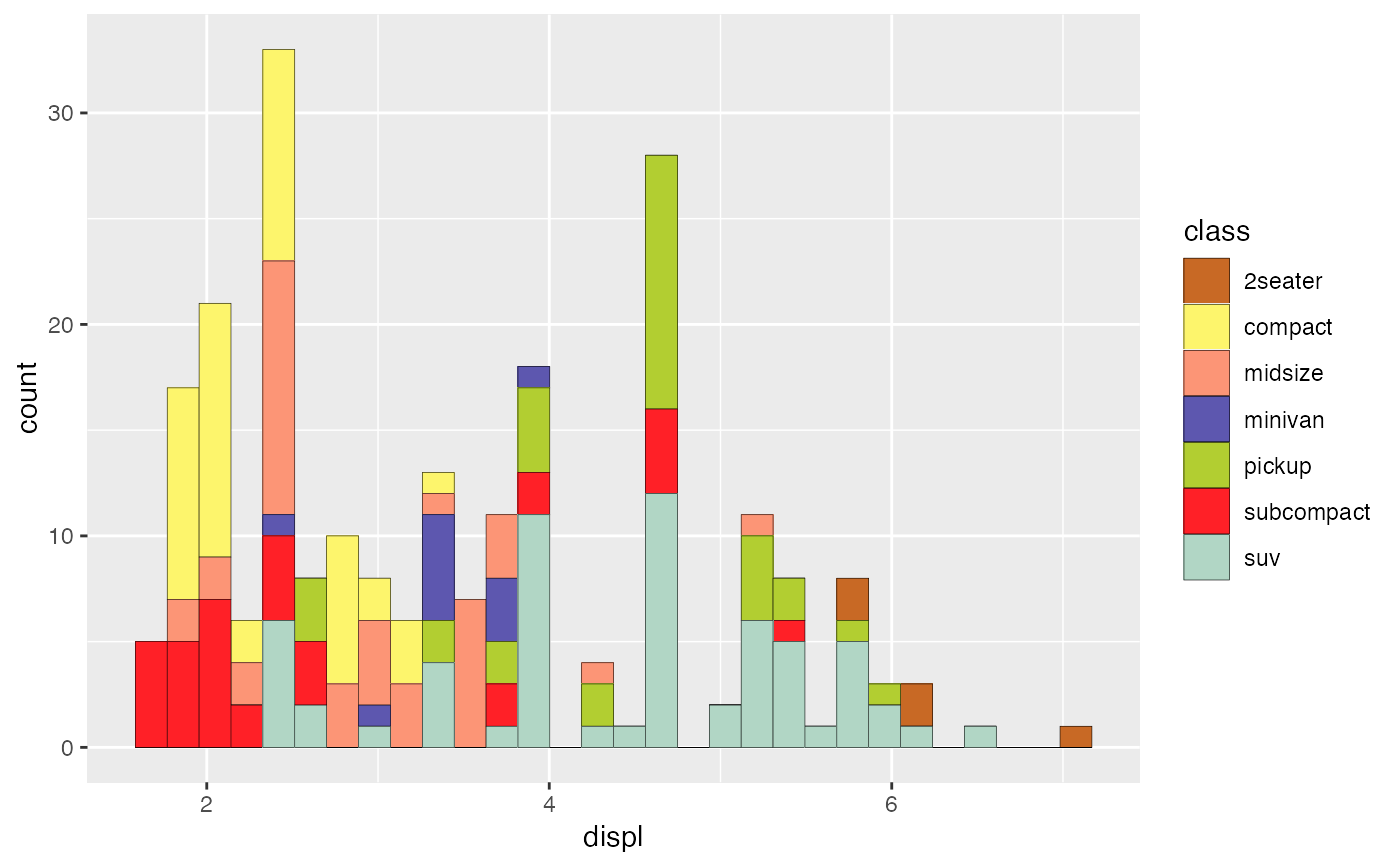 30
20
10
0
count
2 4 6
displ
class
2seater
compact
midsize
minivan
pickup
subcompact
suv